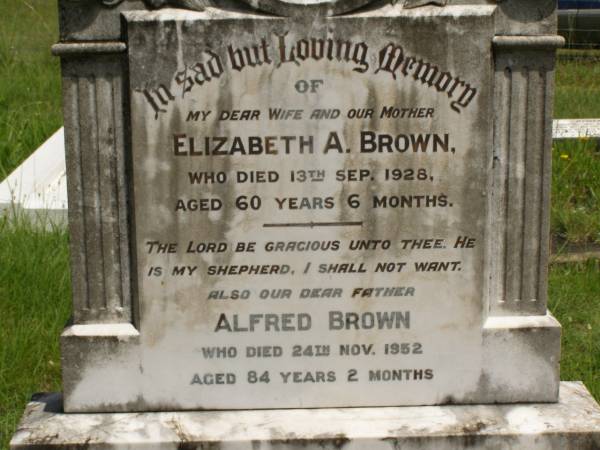 In Sad but Loving Memory
OF
MY DEAR WIFE AND OUR MOTHER
ELIZABETH A. BROWN,
WHO DIED 13TH SEP. 1928,
AGED 60 YEARS 6 MONTHS.
THE LORD BE GRACIOUS UNTO THEE. HE
IS MY SHEPHERD, I SHALL NOT WANT.
ALSO OUR DEAR FATHER
ALFRED BROWN
WHO DIED 24TH NOV. 1952
AGED 84 YEARS 2 MONTHS